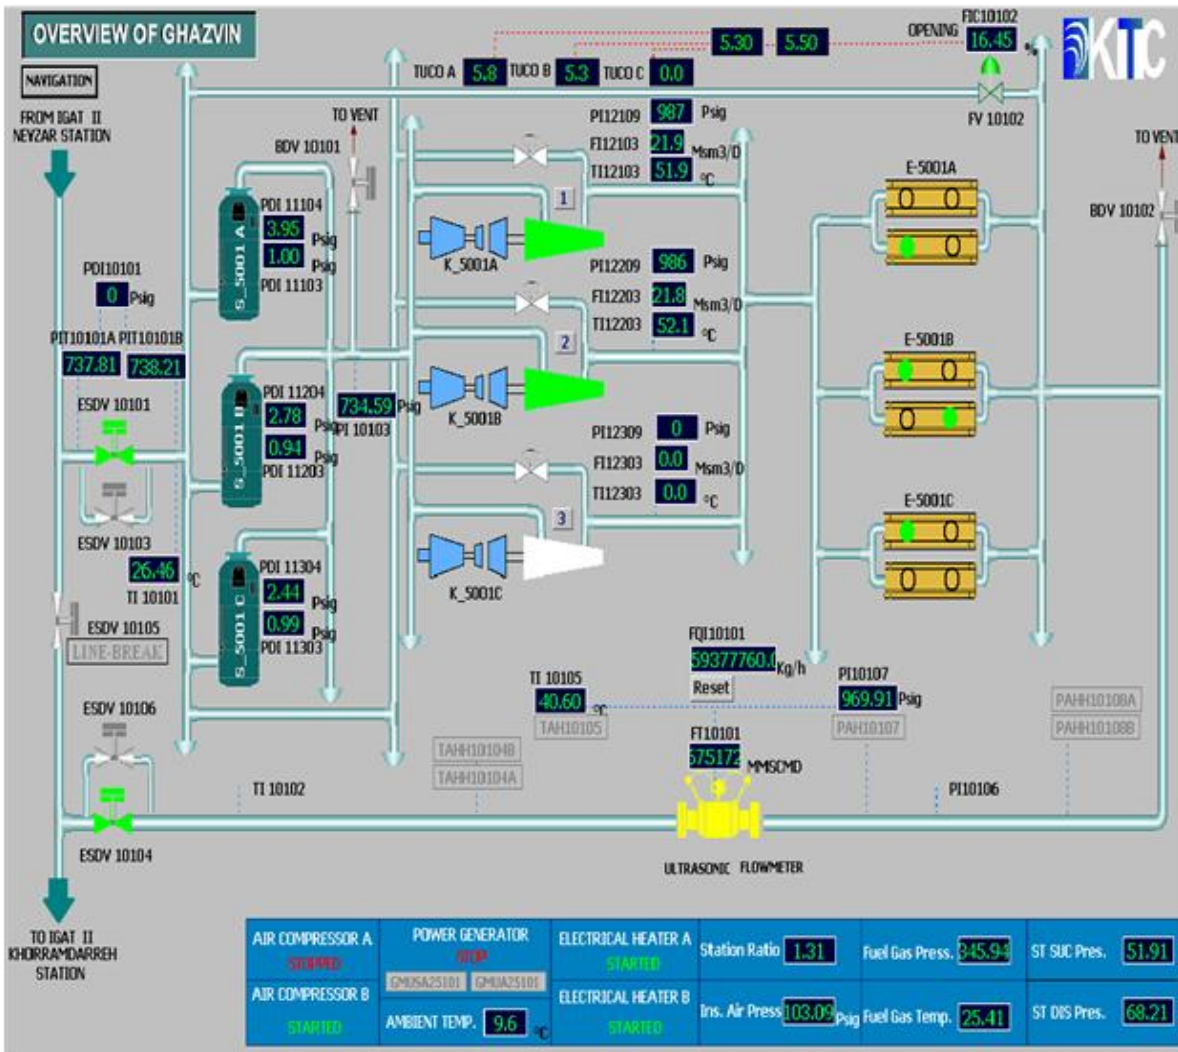 OVERVIEW OF GHAZVIN
NAVIGATION
FROM IGAT II
NEYZAR STATION
TUCO A 5.8 TUCO B 5.3 TUCO C 0.0
5.30 5.50
FIC10102
OPENING 16.45 %
FV 10102
KITC
TO VENT
BDV 10101
PI12109 987 Psig
FI12103 21.9 Msm3/D
TI12103 51.9 °C
1
K_5001A
S_5001 A
PDI 11104
3.95 Psig
1.00 Psig
PDI 11103
E-5001A
TO VENT
BDV 10102
PDI10101
0 Psig
PIT10101A PIT10101B
737.81 738.21
ESDV 10101
PI12209 986 Psig
FI12203 21.8 Msm3/D
TI12203 52.1 °C
2
K_5001B
S_5001 B
PDI 11204
2.78 Psig
0.94 Psig
PDI 11203
734.59 Psig
PI 10103
E-5001B
ESDV 10103
26.46 °C
TI 10101
PI12309 0 Psig
FI12303 0.0 Msm3/D
TI12303 0.0 °C
3
K_5001C
S_5001 C
PDI 11304
2.44 Psig
0.99 Psig
PDI 11303
E-5001C
ESDV 10105
LINE-BREAK
ESDV 10106
FQI10101
59377760.0 Kg/h
Reset
TI 10105
40.60 °C
TAH10105
PI10107
969.91 Psig
PAH10107
PAHH10108A
PAHH10108B
FT10101
575172 MMSCMD
TAHH10104B
TAHH10104A
TI 10102
PI10106
ESDV 10104
ULTRASONIC FLOWMETER
TO IGAT II
KHORRAMDARREH
STATION
AIR COMPRESSOR A
STOPPED
AIR COMPRESSOR B
STARTED
POWER GENERATOR
STOP
GMUSA25101 GMUA25101
AMBIENT TEMP. 9.6 °C
ELECTRICAL HEATER A
STARTED
ELECTRICAL HEATER B
STARTED
Station Ratio 1.31
Ins. Air Press 103.09 Psig
Fuel Gas Press. 345.94
Fuel Gas Temp. 25.41
ST SUC Pres. 51.91
ST DIS Pres. 68.21